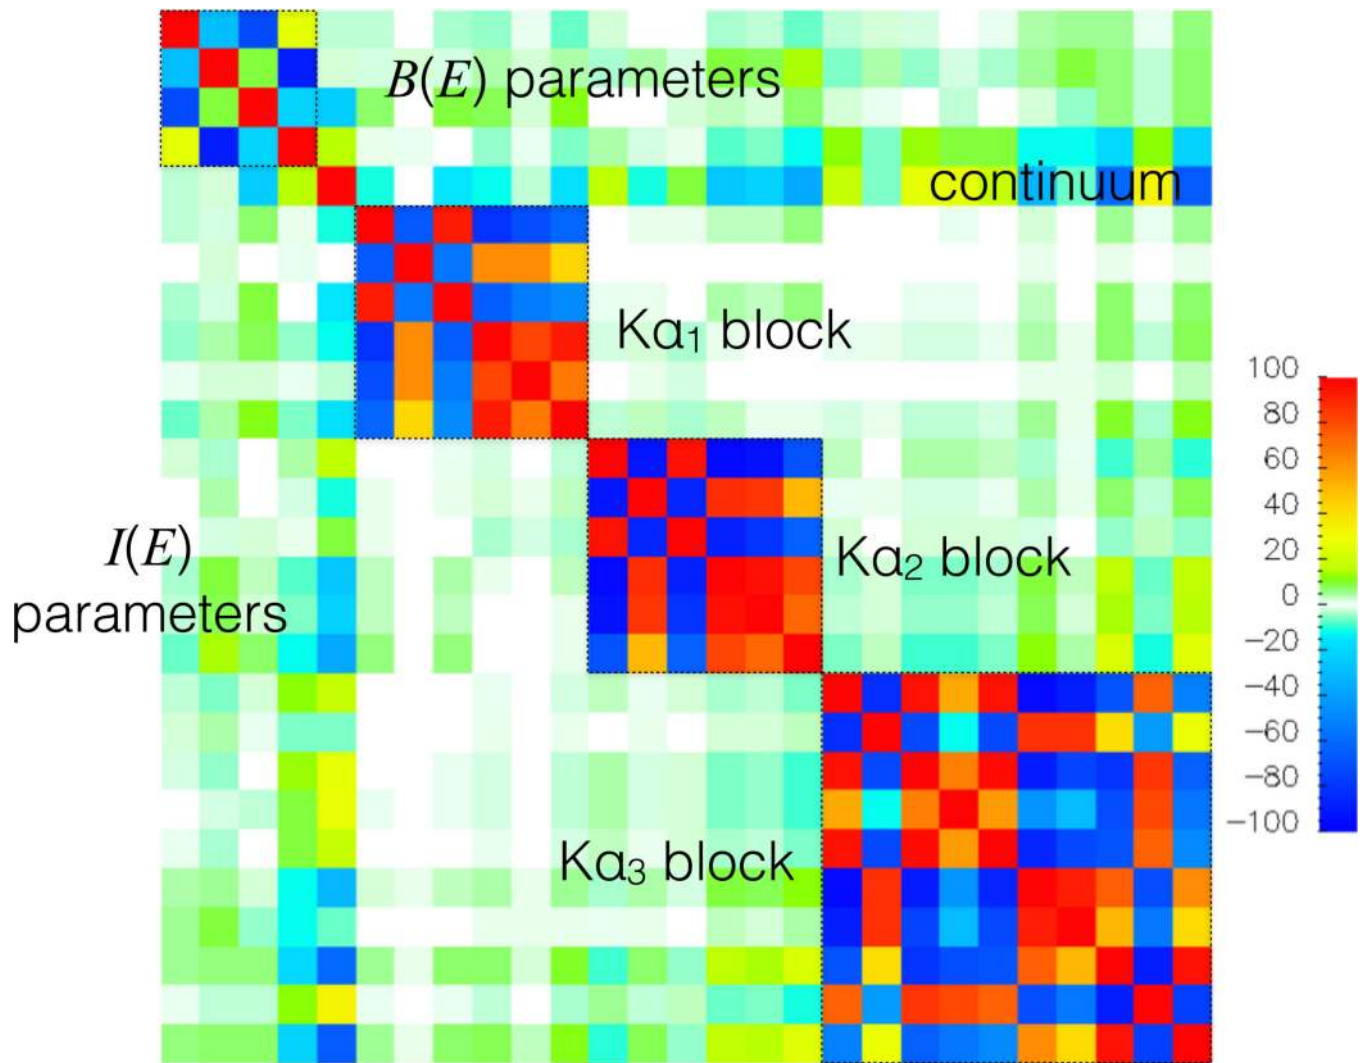 B(E) parameters
continuum
Kα₁ block
I(E)
parameters
Kα₂ block
Kα₃ block
100
80
60
40
20
0
−20
−40
−60
−80
−100